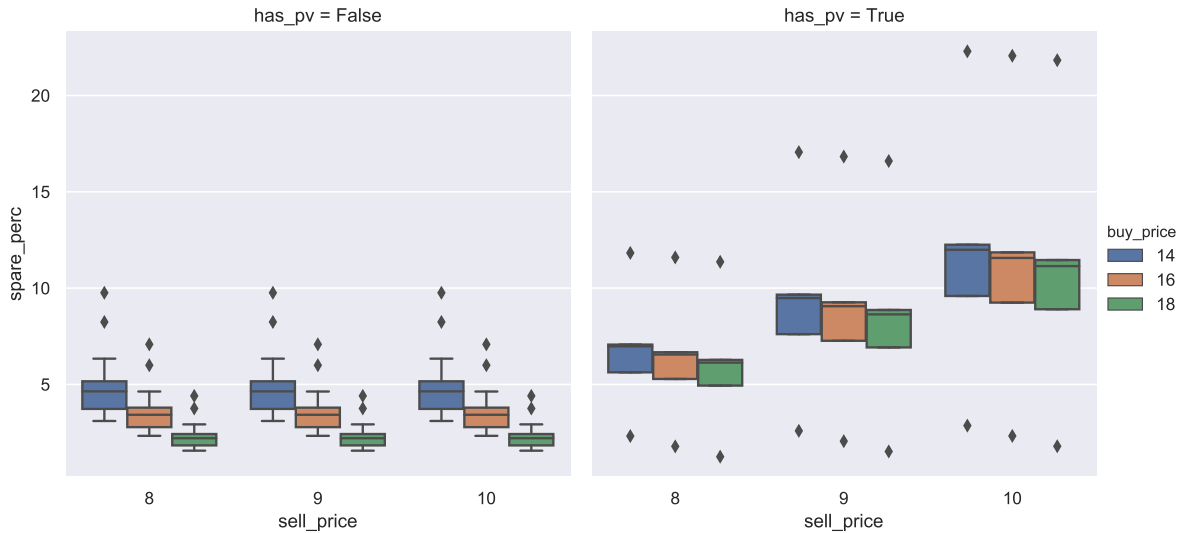 has_pv = False
has_pv = True
spare_perc
20
15
10
5
8
9
10
sell_price
8
9
10
sell_price
buy_price
14
16
18